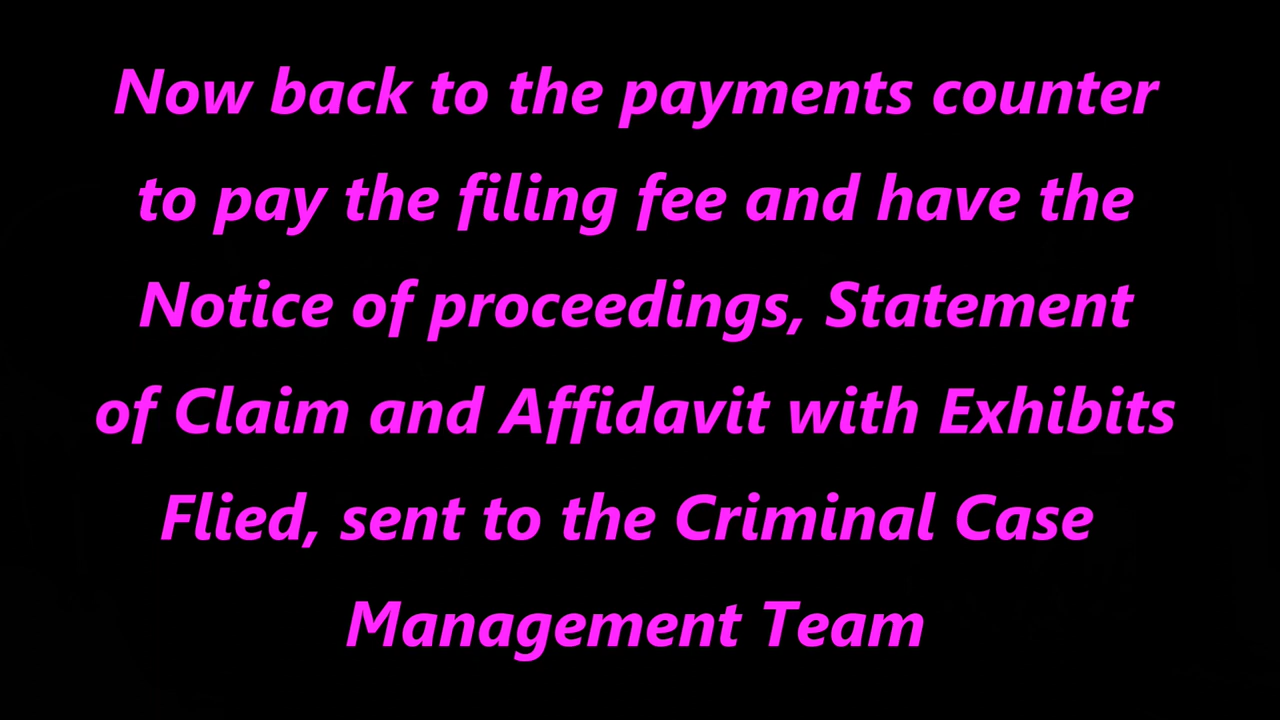 Now back to the payments counter
to pay the filing fee and have the
Notice of proceedings, Statement
of Claim and Affidavit with Exhibits
Flied, sent to the Criminal Case
Management Team